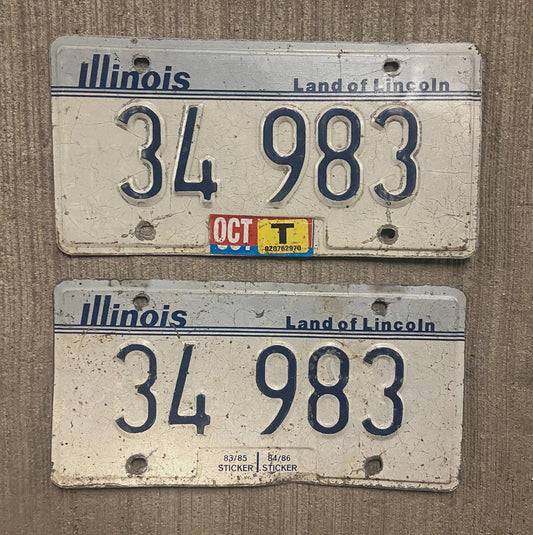 Illinois Land of Lincoln
34 983
OCT T
0Z0762970
Illinois Land of Lincoln
34 983
83/85 84/86
STICKER STICKER